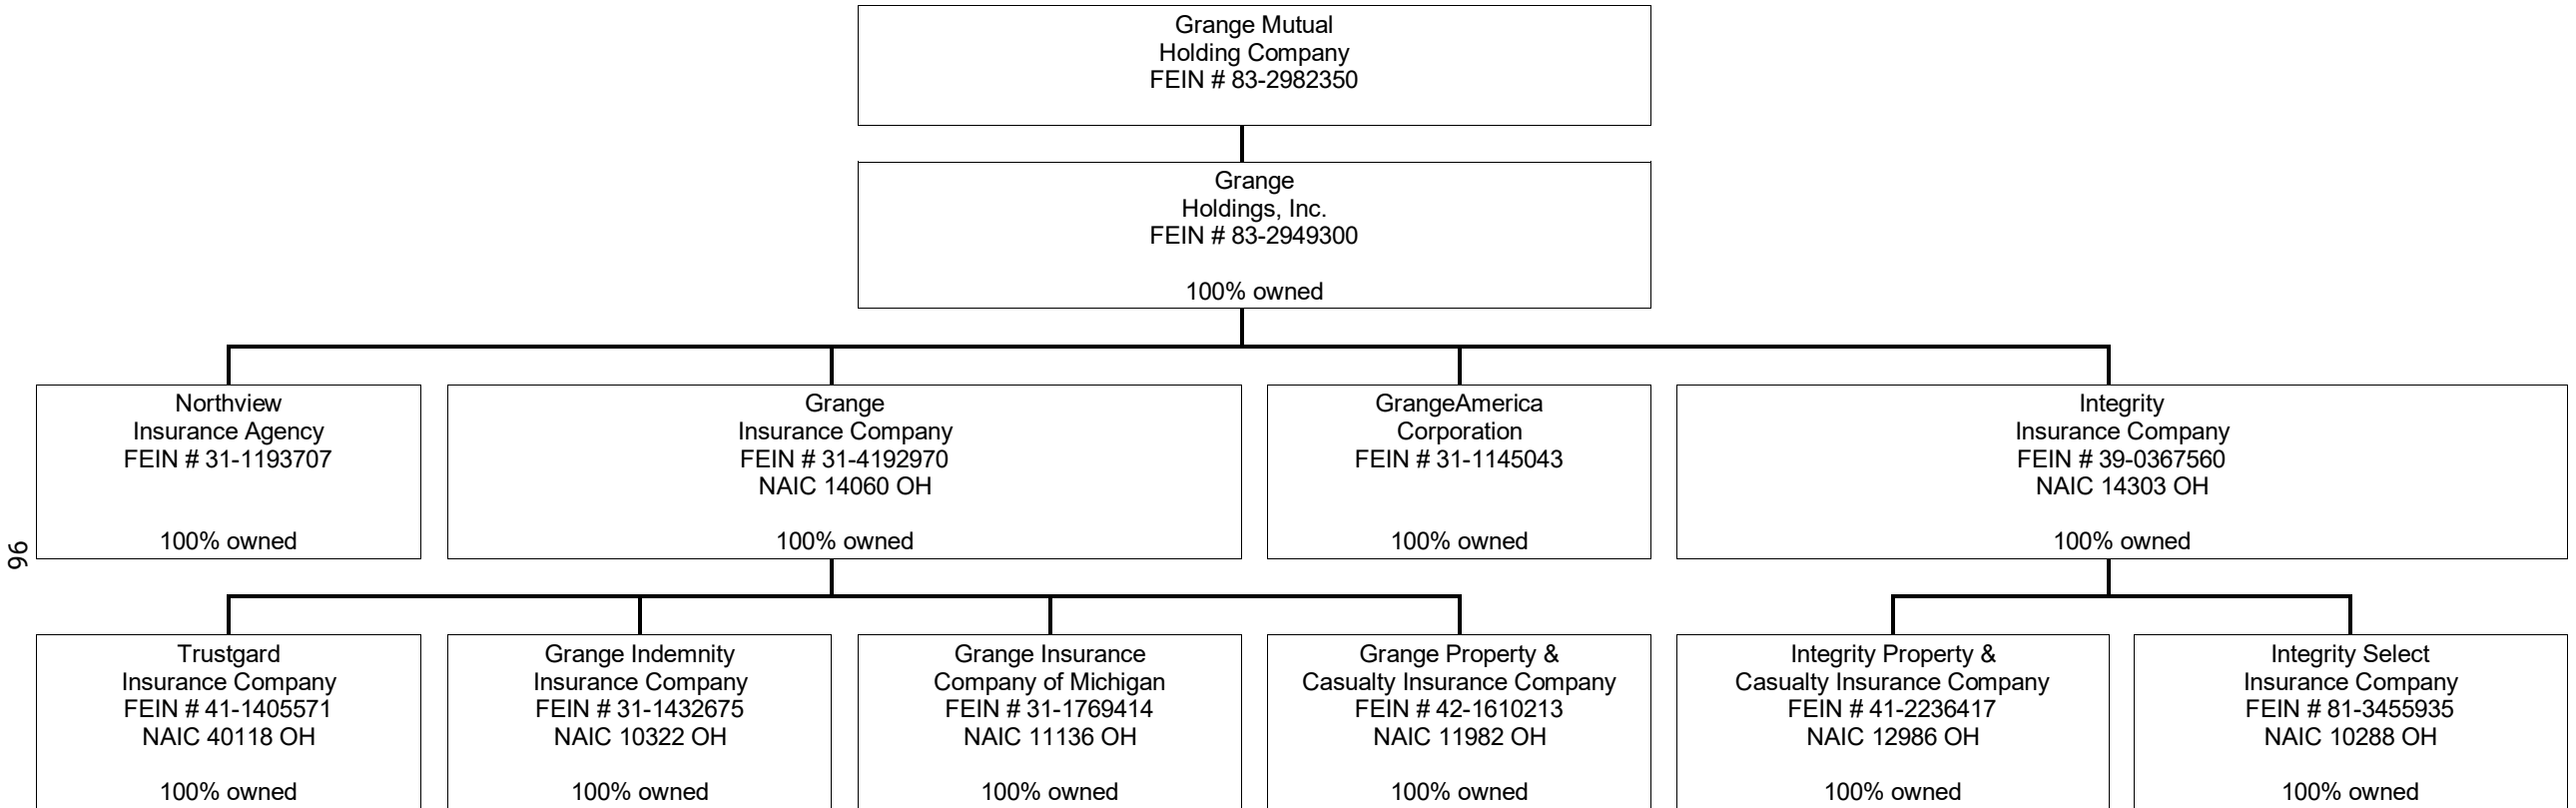 Grange Mutual
Holding Company
FEIN # 83-2982350
Grange
Holdings, Inc.
FEIN # 83-2949300
100% owned
Northview
Insurance Agency
FEIN # 31-1193707
100% owned
Grange
Insurance Company
FEIN # 31-4192970
NAIC 14060 OH
100% owned
GrangeAmerica
Corporation
FEIN # 31-1145043
100% owned
Integrity
Insurance Company
FEIN # 39-0367560
NAIC 14303 OH
100% owned
96
Trustgard
Insurance Company
FEIN # 41-1405571
NAIC 40118 OH
100% owned
Grange Indemnity
Insurance Company
FEIN # 31-1432675
NAIC 10322 OH
100% owned
Grange Insurance
Company of Michigan
FEIN # 31-1769414
NAIC 11136 OH
100% owned
Grange Property &
Casualty Insurance Company
FEIN # 42-1610213
NAIC 11982 OH
100% owned
Integrity Property &
Casualty Insurance Company
FEIN # 41-2236417
NAIC 12986 OH
100% owned
Integrity Select
Insurance Company
FEIN # 81-3455935
NAIC 10288 OH
100% owned